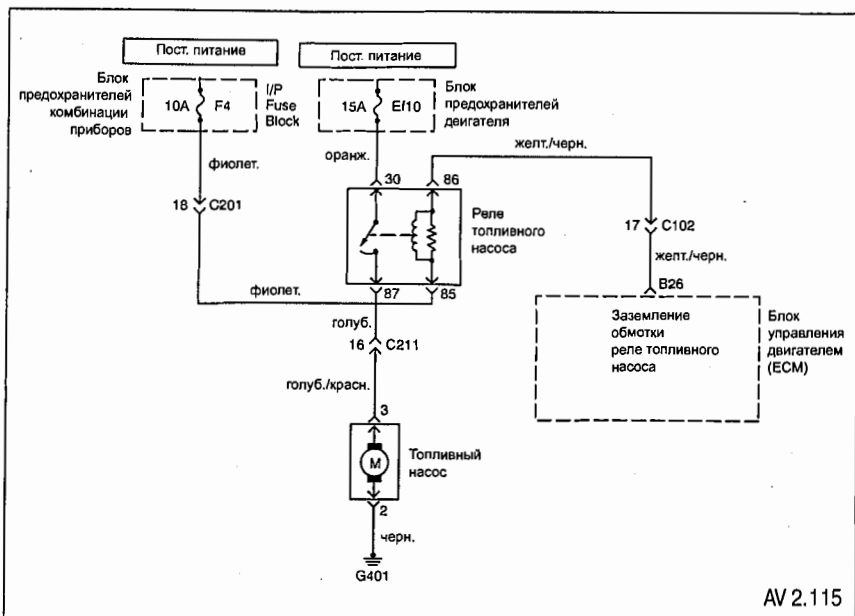 Пост. питание
Пост. питание
Блок
предохранителей
комбинации
приборов
10А F4
I/P
Fuse
Block
15А Ef10
Блок
предохранителей
двигателя
фиолет.
оранж.
желт./черн.
18 C201
30 86
Реле
топливного
насоса
17 C102
желт./черн.
B26
фиолет.
87 85
голуб.
16 C211
Заземление
обмотки
реле топливного
насоса
Блок
управления
двигателем
(ECM)
голуб./красн.
3
M
Топливный
насос
2
черн.
G401
AV 2.115